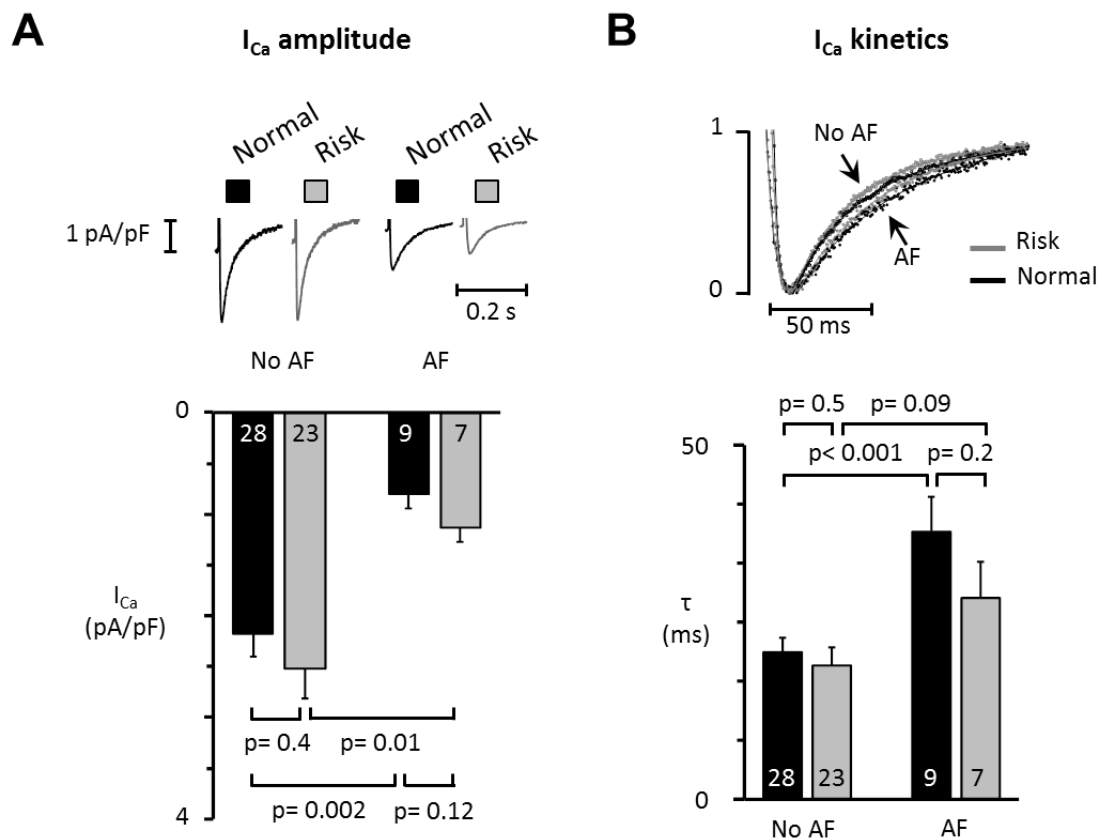 A
I_Ca amplitude
Normal
Risk
Normal
Risk
1 pA/pF
0.2 s
No AF
AF
0
28
23
9
7
I_Ca
(pA/pF)
p= 0.4
p= 0.01
p= 0.002
p= 0.12
4
B
I_Ca kinetics
1
No AF
AF
Risk
Normal
0
50 ms
p= 0.5
p= 0.09
50
p< 0.001
p= 0.2
τ
(ms)
28
23
9
7
0
No AF
AF